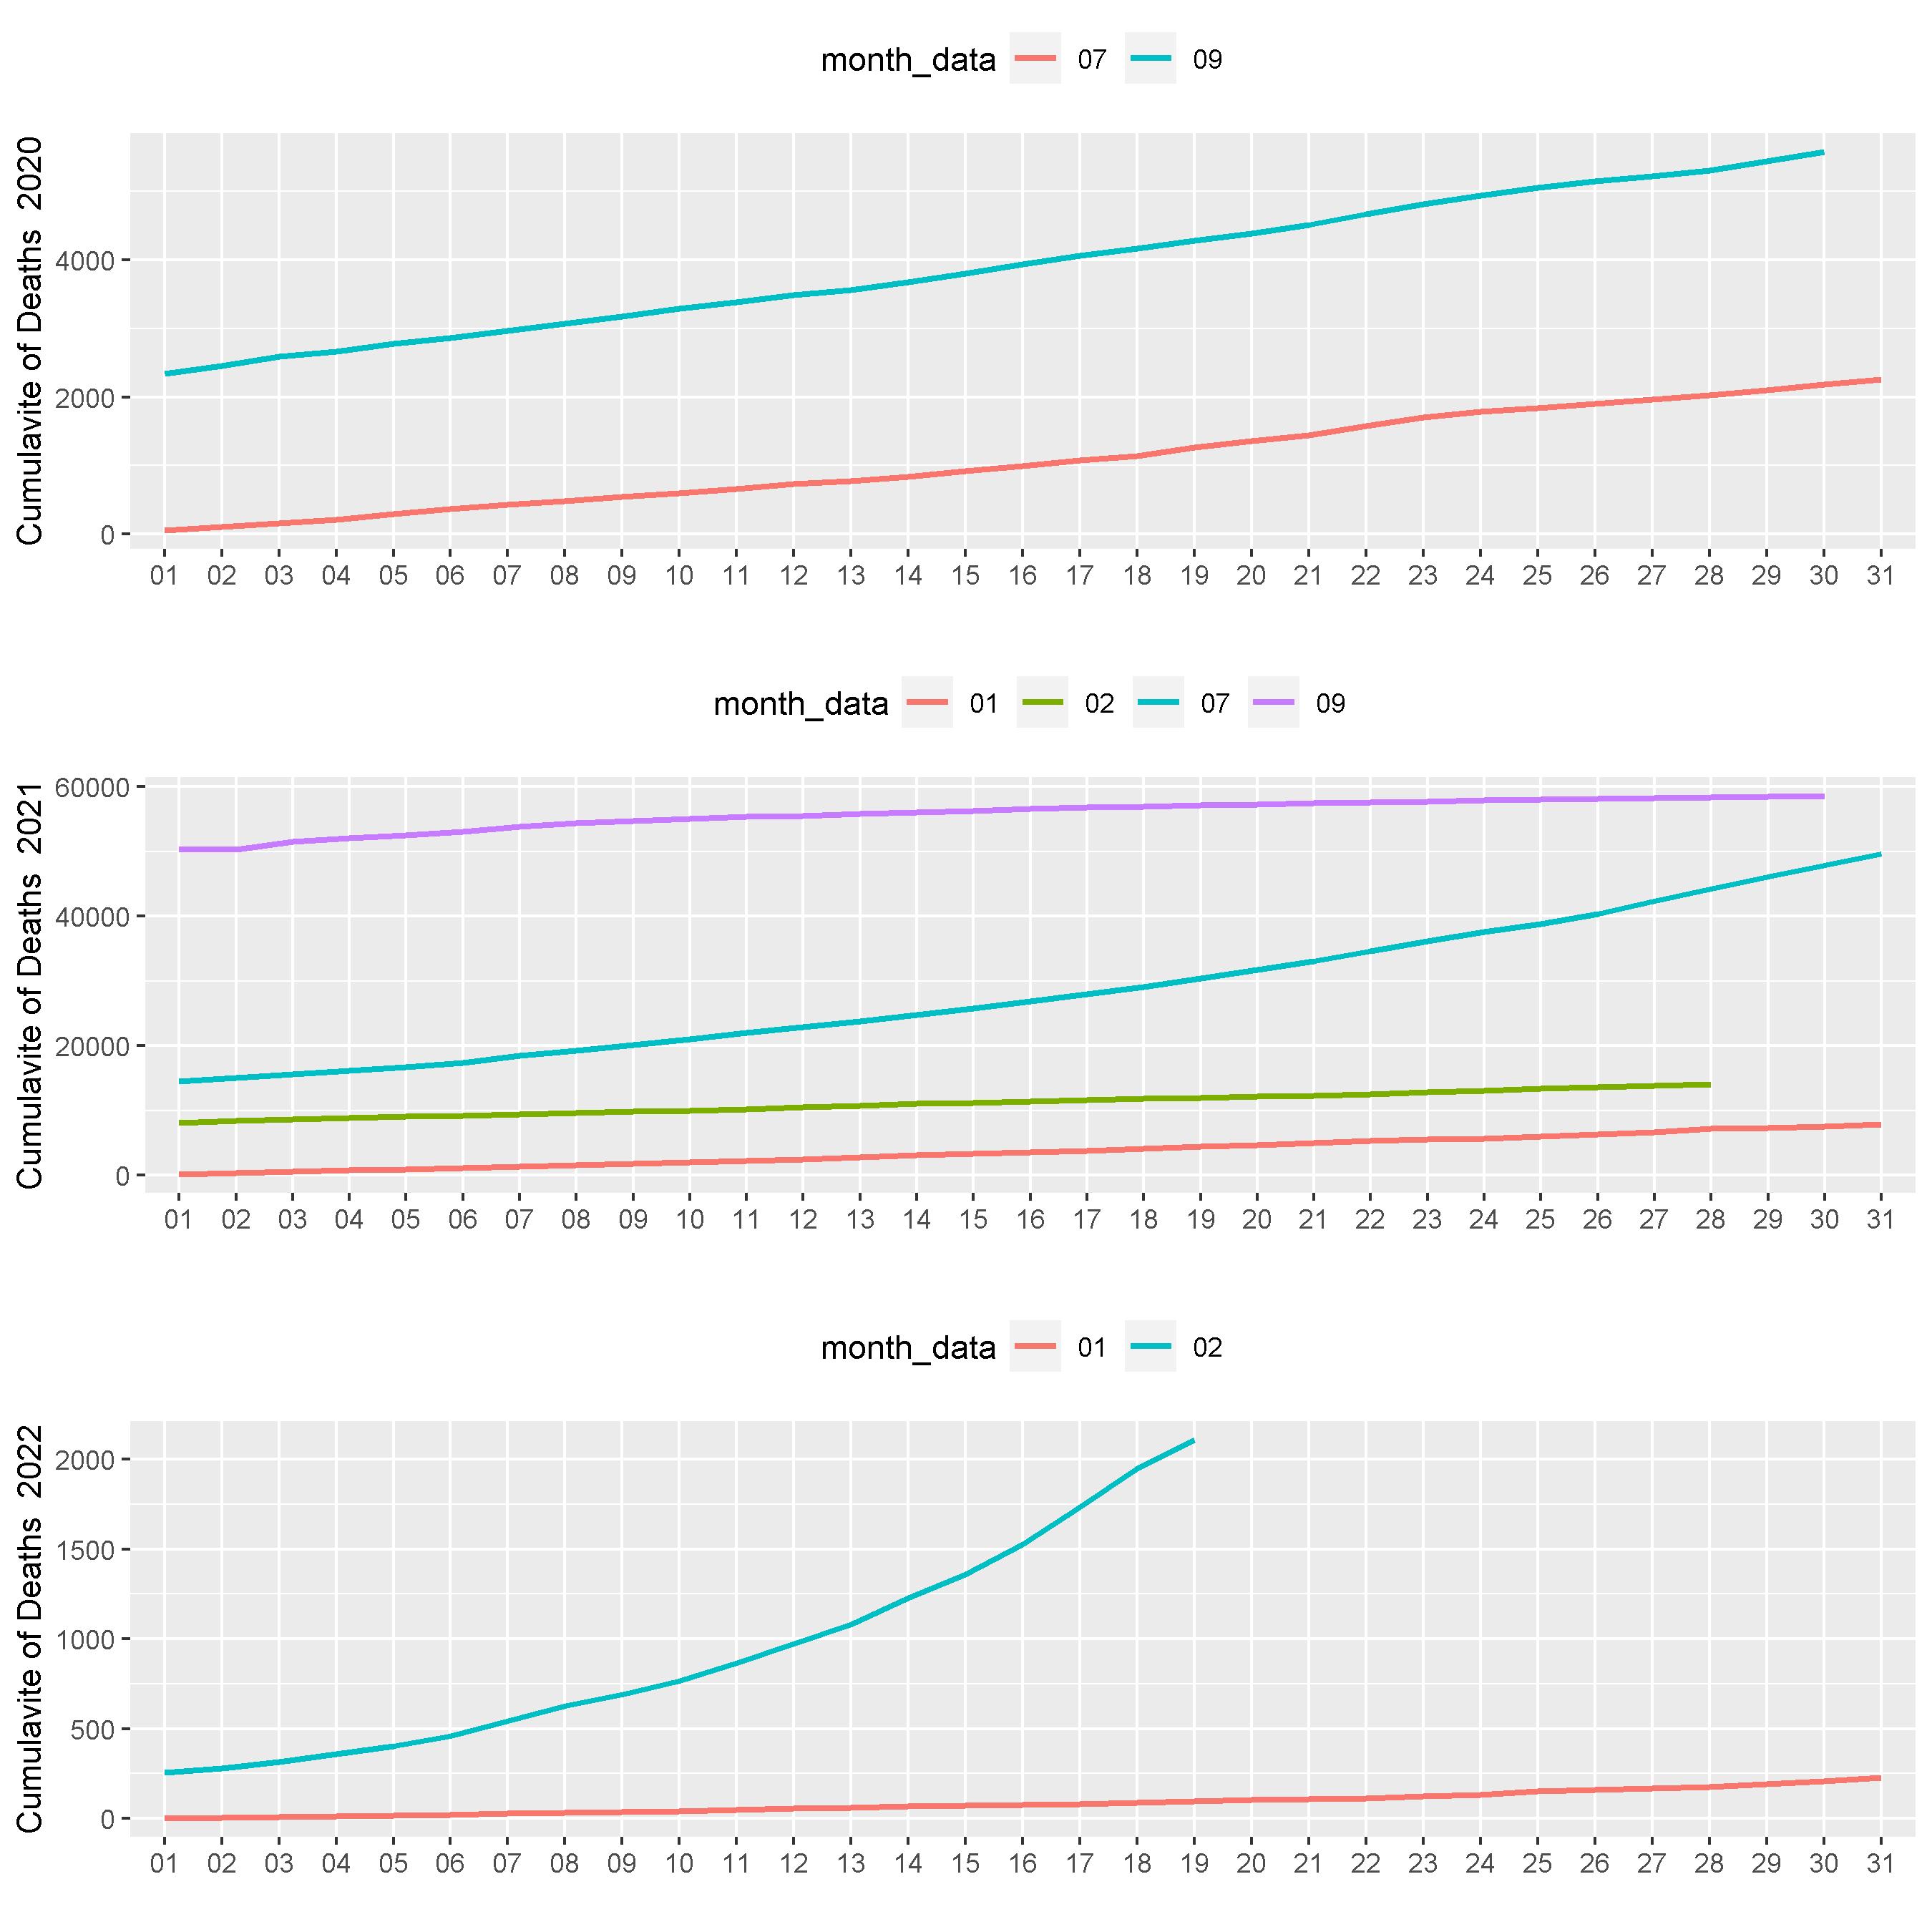 month_data 07 09
Cumulavite of Deaths 2020
4000
2000
0
01 02 03 04 05 06 07 08 09 10 11 12 13 14 15 16 17 18 19 20 21 22 23 24 25 26 27 28 29 30 31
month_data 01 02 07 09
Cumulavite of Deaths 2021
60000
40000
20000
0
01 02 03 04 05 06 07 08 09 10 11 12 13 14 15 16 17 18 19 20 21 22 23 24 25 26 27 28 29 30 31
month_data 01 02
Cumulavite of Deaths 2022
2000
1500
1000
500
0
01 02 03 04 05 06 07 08 09 10 11 12 13 14 15 16 17 18 19 20 21 22 23 24 25 26 27 28 29 30 31